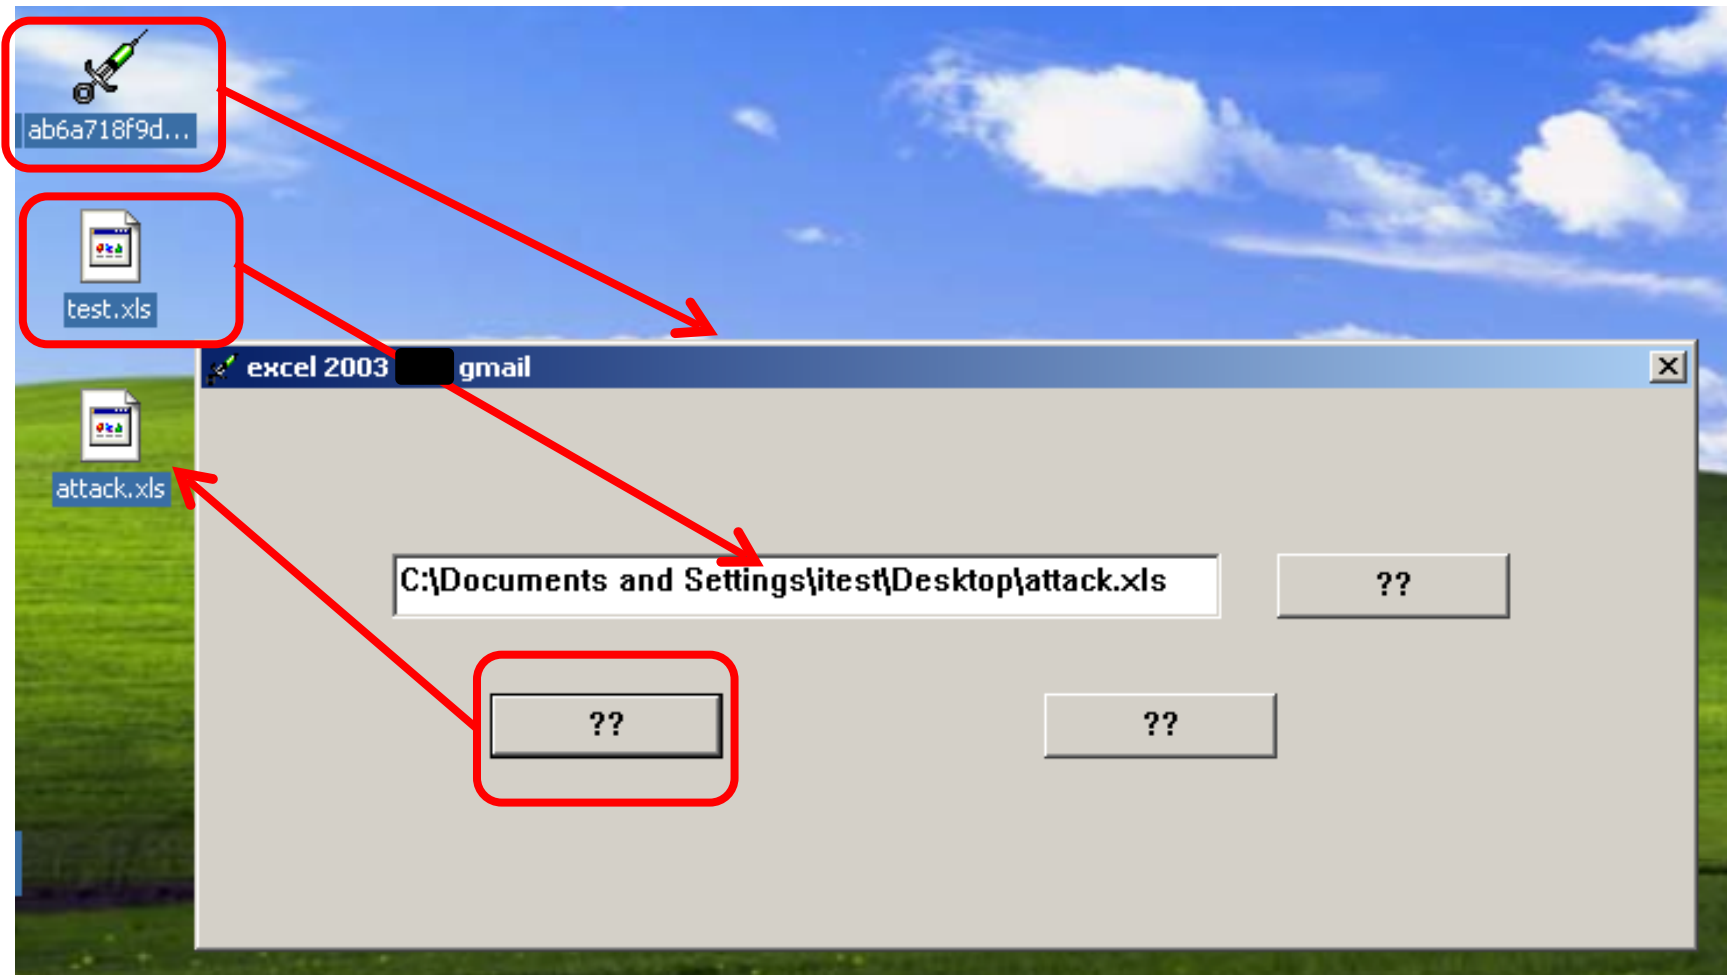 ab6a718f9d...
test.xls
attack.xls
excel 2003 gmail
C:\Documents and Settings\itest\Desktop\attack.xls
??
??
??